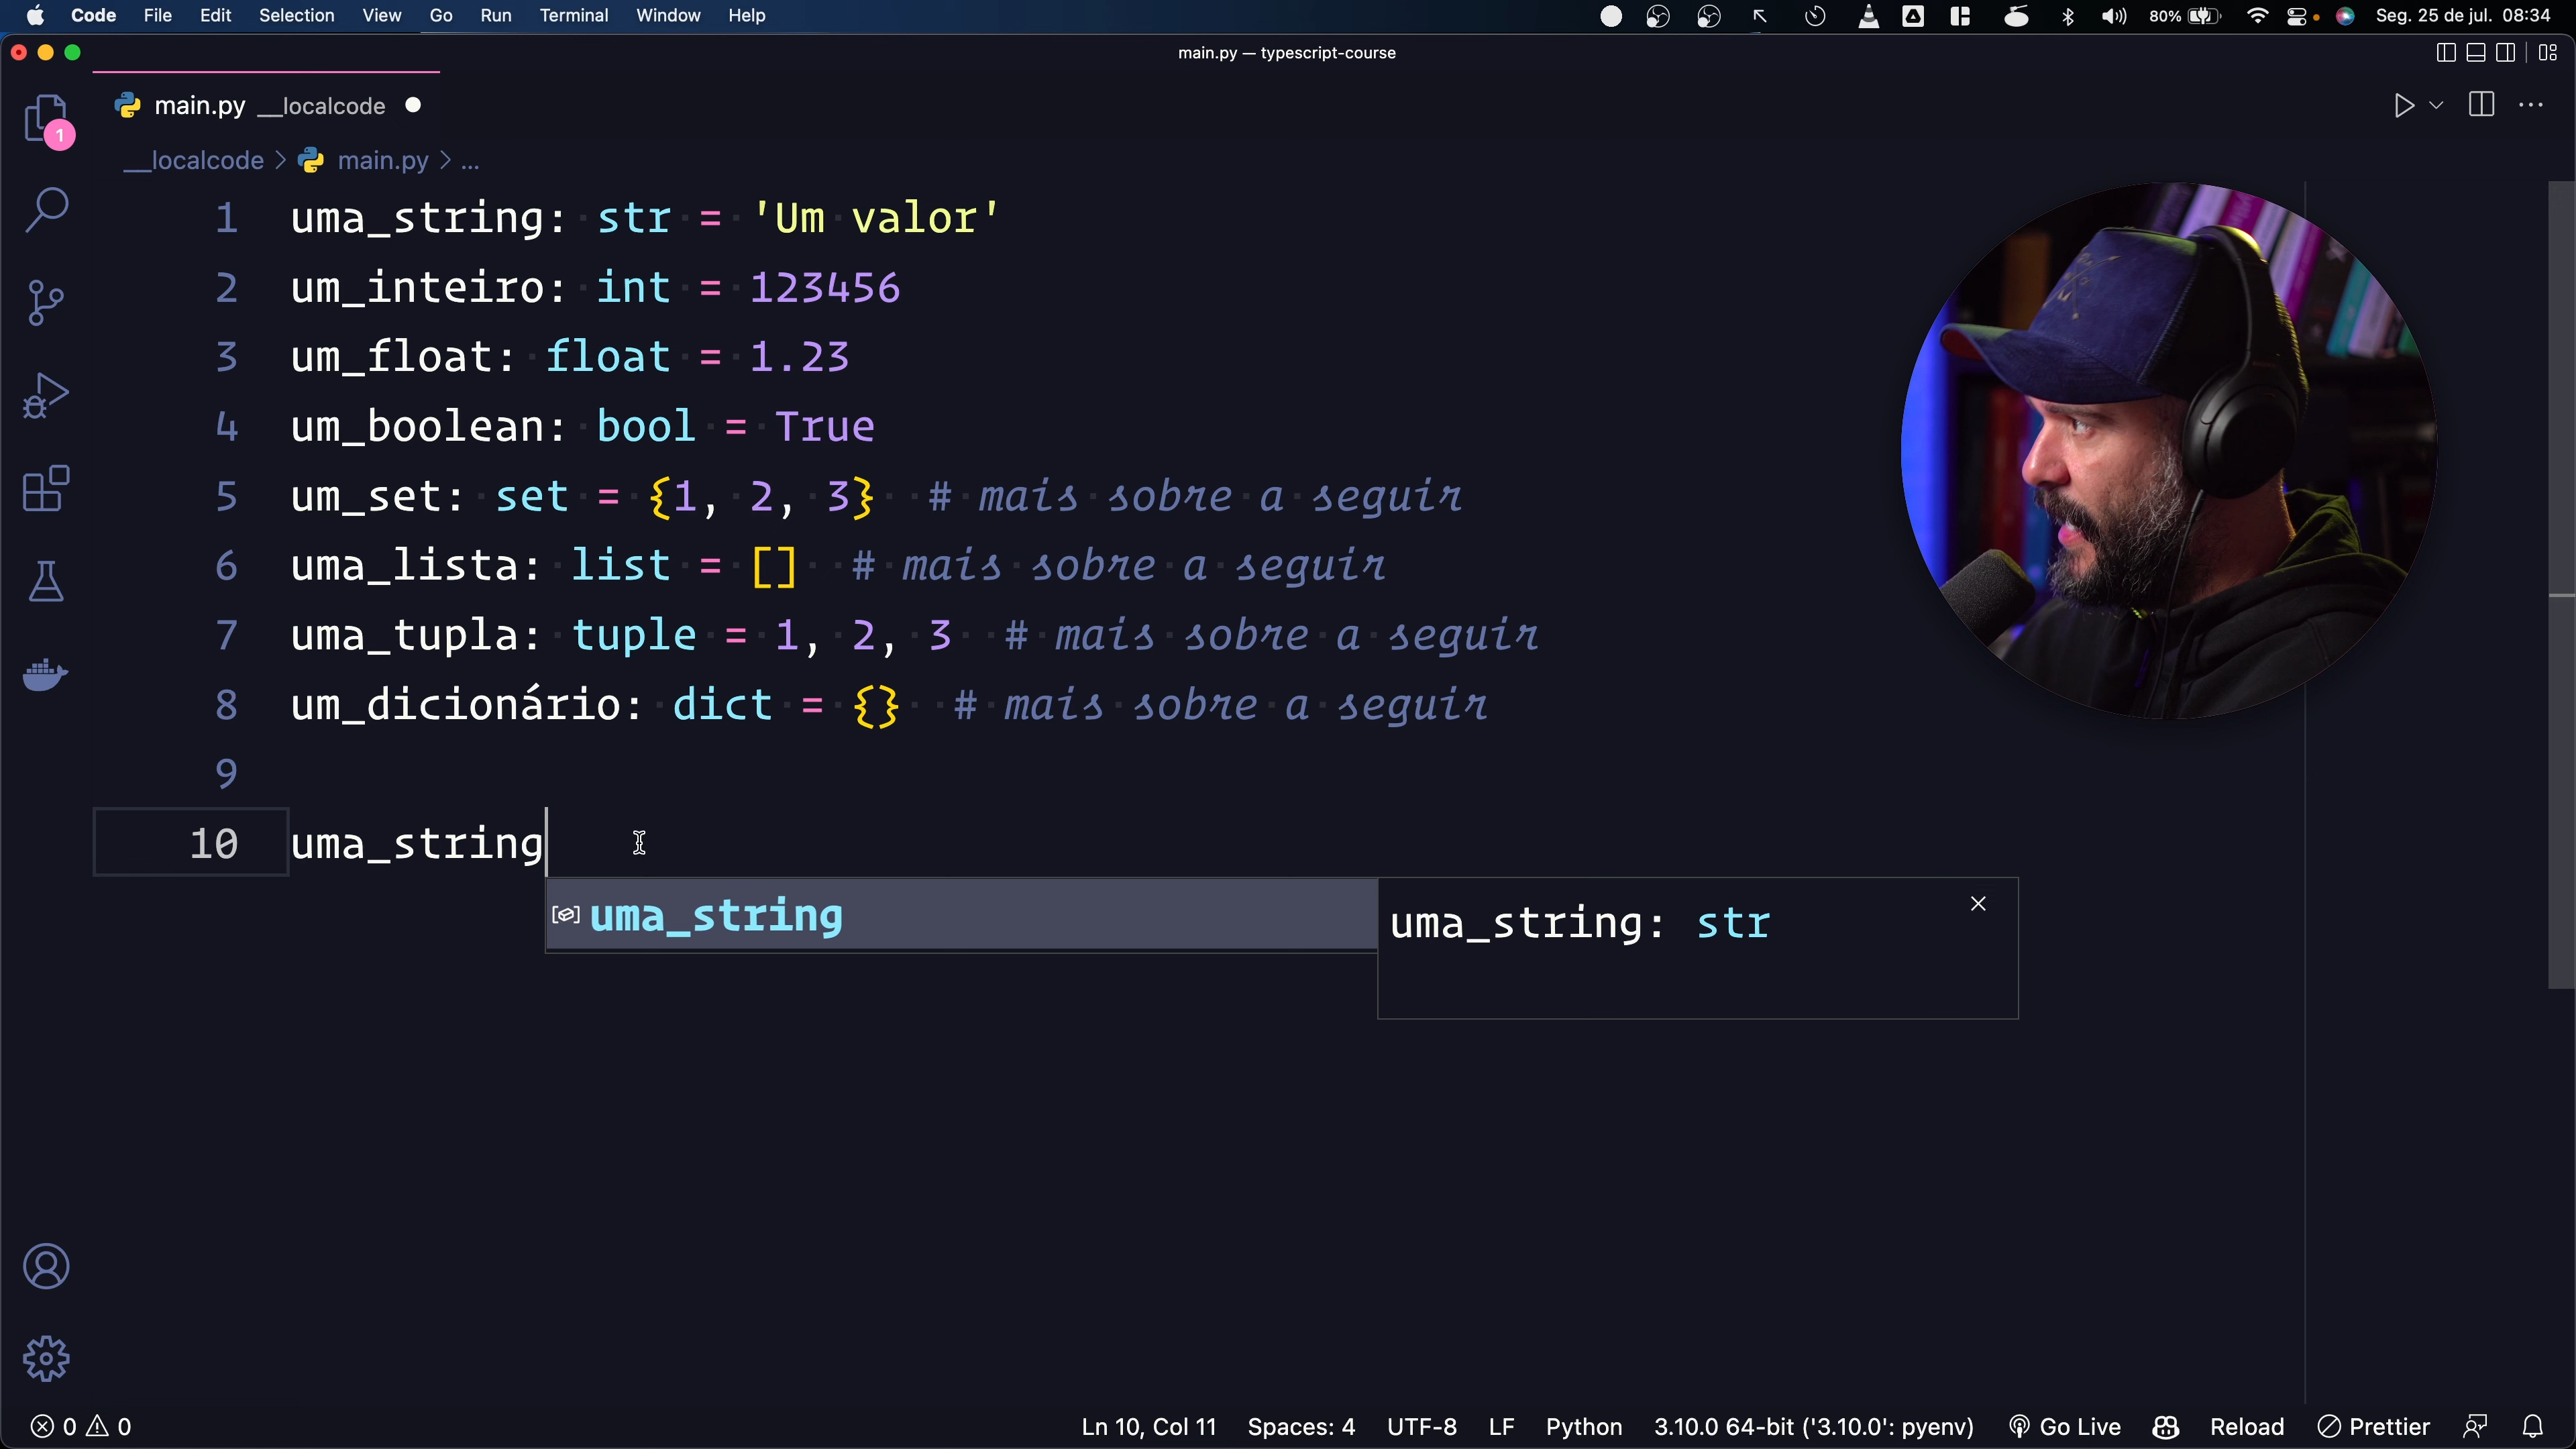 Code File Edit Selection View Go Run Terminal Window Help 80% Seg. 25 de jul. 08:34
main.py — typescript-course
main.py __localcode
1
__localcode > main.py > ...
1 uma_string: str = 'Um valor'
2 um_inteiro: int = 123456
3 um_float: float = 1.23
4 um_boolean: bool = True
5 um_set: set = {1, 2, 3} # mais sobre a seguir
6 uma_lista: list = [] # mais sobre a seguir
7 uma_tupla: tuple = 1, 2, 3 # mais sobre a seguir
8 um_dicionário: dict = {} # mais sobre a seguir
9
10 uma_string
uma_string
uma_string: str
0 0 Ln 10, Col 11 Spaces: 4 UTF-8 LF Python 3.10.0 64-bit ('3.10.0': pyenv) Go Live Reload Prettier